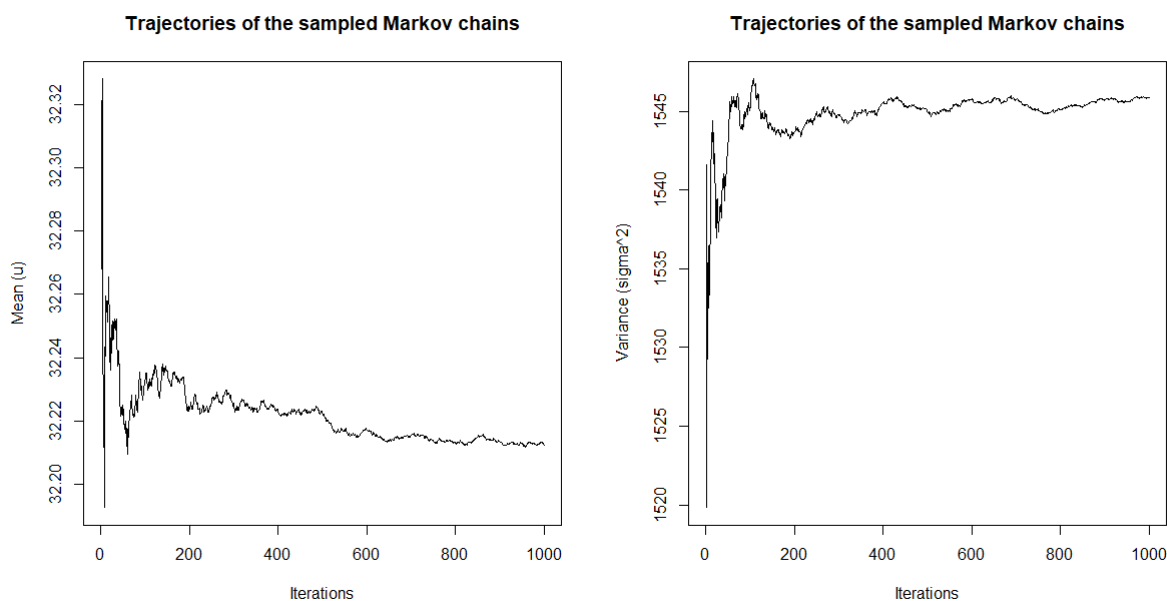 Trajectories of the sampled Markov chains
Mean (u)
32.32
32.30
32.28
32.26
32.24
32.22
32.20
0 200 400 600 800 1000
Iterations
Trajectories of the sampled Markov chains
Variance (sigma^2)
1545
1540
1535
1530
1525
1520
0 200 400 600 800 1000
Iterations